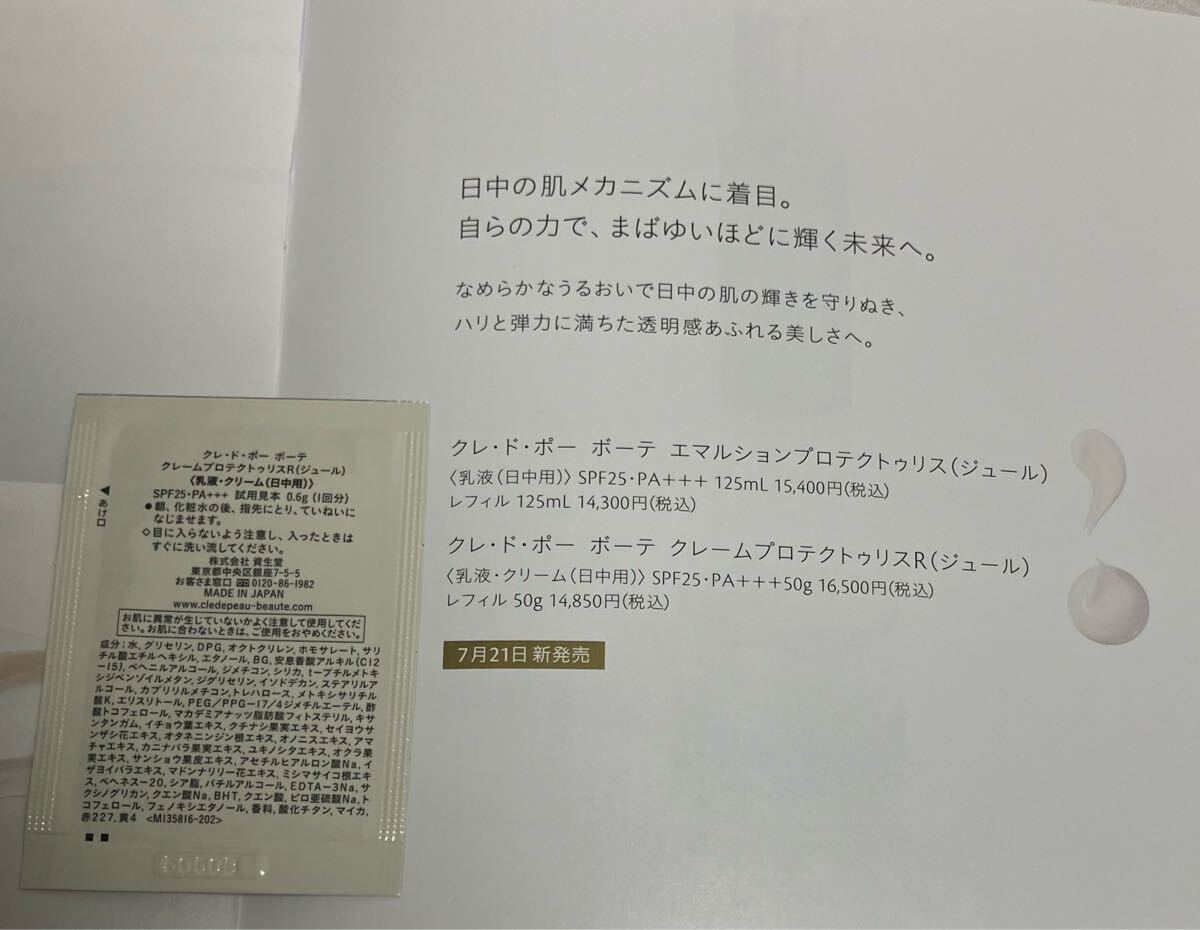 日中の肌メカニズムに着目。
自らの力で、まばゆいほどに輝く未来へ。
なめらかなうるおいで日中の肌の輝きを守りぬき、
ハリと弾力に満ちた透明感あふれる美しさへ。
クレ・ド・ポー ボーテ エマルションプロテクトゥリス(ジュール)
〈乳液(日中用)〉 SPF25・PA+++ 125mL 15,400円(税込)
レフィル 125mL 14,300円(税込)
クレ・ド・ポー ボーテ クレームプロテクトゥリスR(ジュール)
〈乳液・クリーム(日中用)〉 SPF25・PA+++50g 16,500円(税込)
レフィル 50g 14,850円(税込)
7月21日 新発売
クレ・ド・ポー ボーテ
クレームプロテクトゥリスR(ジュール)
〈乳液・クリーム(日中用)〉
SPF25・PA+++ 試用見本 0.6g (1回分)
◀あけ口
●朝、化粧水の後、指先にとり、ていねいに
なじませます。
◇目に入らないよう注意し、入ったときは
すぐに洗い流してください。
株式会社 資生堂
東京都中央区銀座7-5-5
お客さま窓口 0120-86-1982
MADE IN JAPAN
www.cledepeau-beaute.com
お肌に異常が生じていないかよく注意して使用してくだ
さい。お肌に合わないときは、ご使用をおやめください。
成分：水, グリセリン, DPG, オクトクリレン, ホモサレート, サリ
チル酸エチルヘキシル, エタノール, BG, 安息香酸アルキル(C12
-15), ベヘニルアルコール, ジメチコン, シリカ, t-ブチルメトキ
シジベンゾイルメタン, ジグリセリン, イソドデカン, ステアリルア
ルコール, カプリリルメチコン, トレハロース, メトキシサリチル
酸K, エリスリトール, PEG/PPG-17/4ジメチルエーテル, 酢
酸トコフェロール, マカデミアナッツ脂肪酸フィトステリル, キサ
ンタンガム, イチョウ葉エキス, クチナシ果実エキス, セイヨウサ
ンザシ花エキス, オタネニンジン根エキス, オノニスエキス, アマ
チャエキス, カニナバラ果実エキス, ユキノシタエキス, オクラ果
実エキス, サンショウ果皮エキス, アセチルヒアルロン酸Na, イ
ザヨイバラエキス, マドンナリリー花エキス, ミシマサイコ根エキ
ス, ベヘネス-20, シア脂, バチルアルコール, EDTA-3Na, サ
クシノグリカン, クエン酸Na, BHT, クエン酸, ピロ亜硫酸Na, ト
コフェロール, フェノキシエタノール, 香料, 酸化チタン, マイカ,
赤227, 黄4 <MI35816-202>